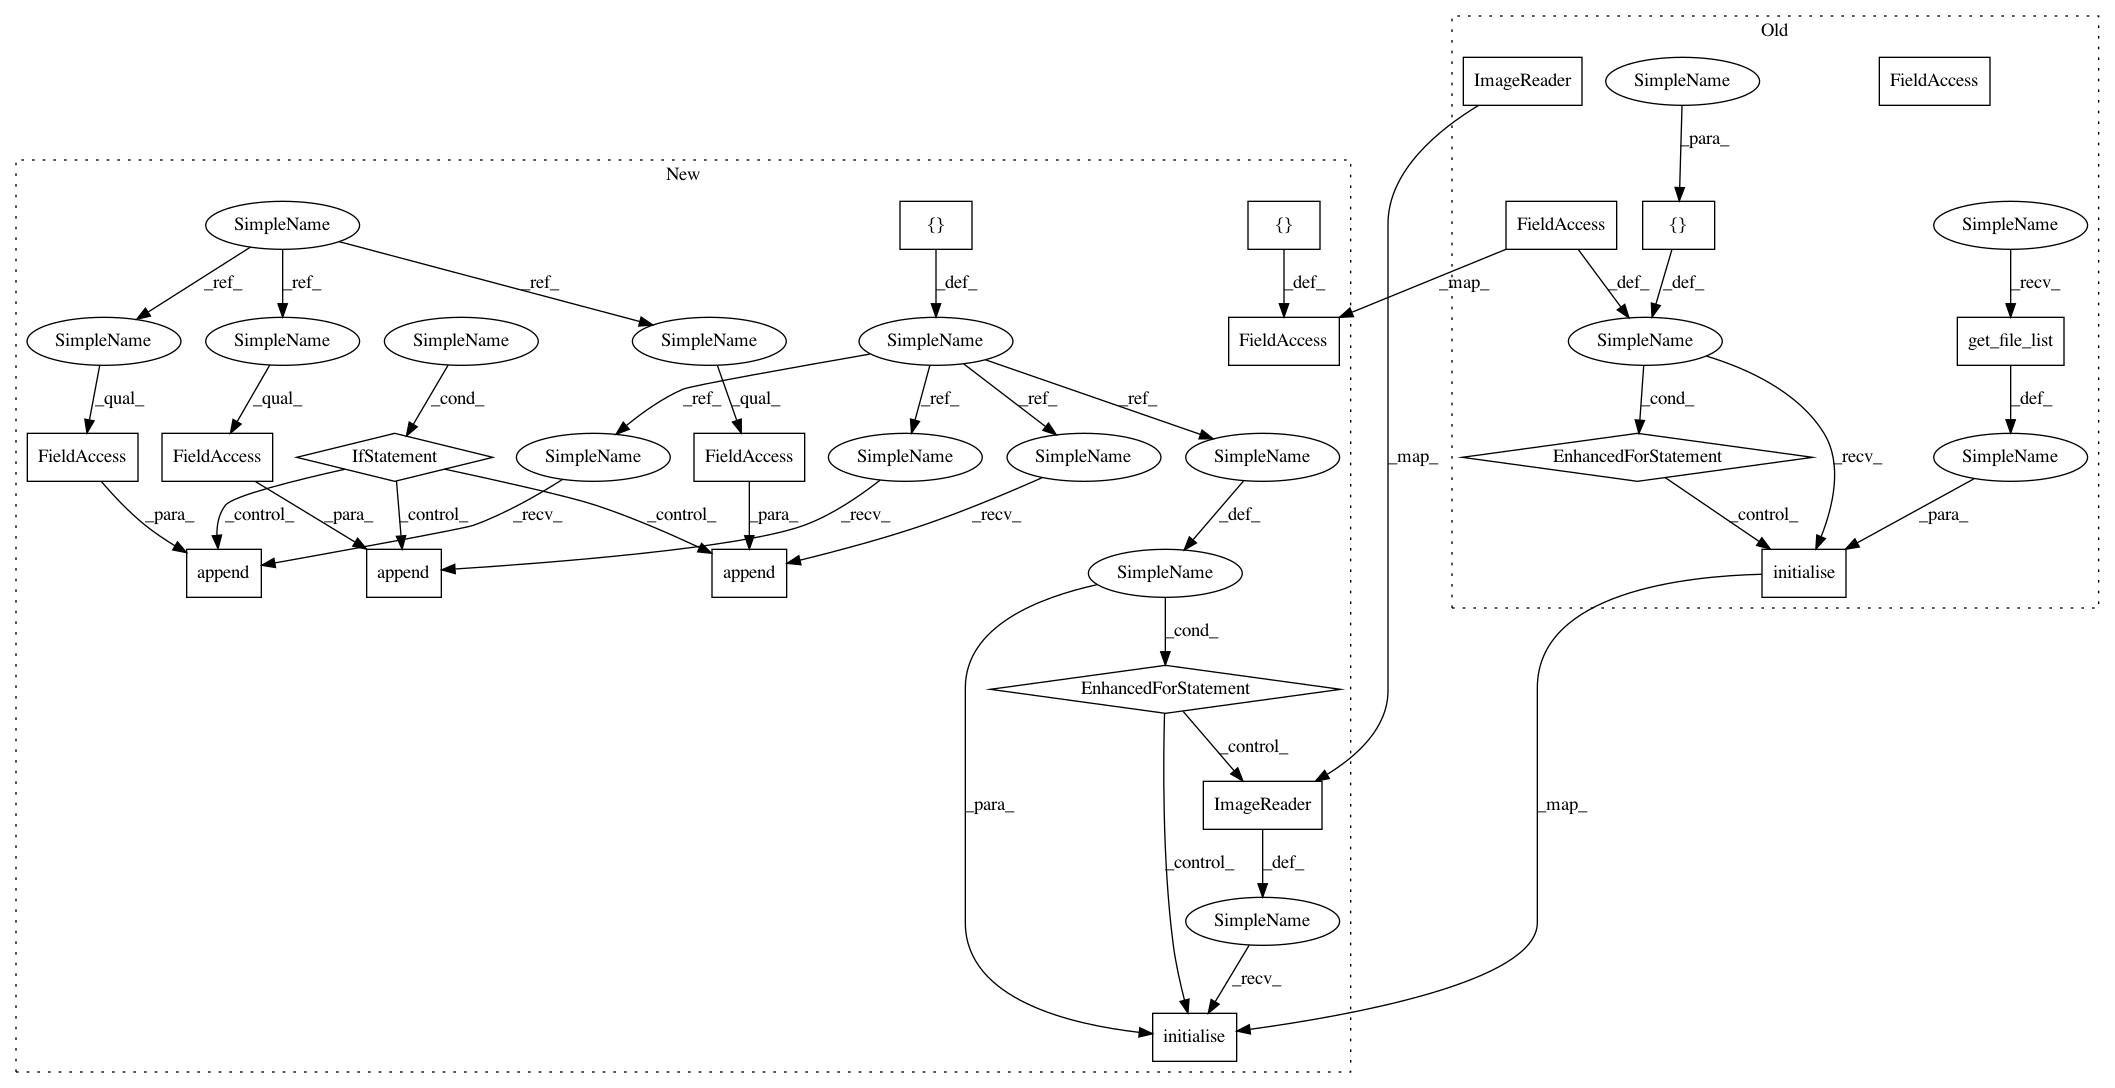 Old
ImageReader
SimpleName
FieldAccess
_para_
New
SimpleName
{}
{}
FieldAccess
{}
SimpleName
_ref_
_ref_
_ref_
_def_
_def_
_map_
_def_
_def_
_recv_
SimpleName
SimpleName
SimpleName
SimpleName
SimpleName
FieldAccess
SimpleName
get_file_list
_qual_
_qual_
_cond_
_qual_
_ref_
_ref_
_ref_
_ref_
_cond_
_def_
FieldAccess
FieldAccess
IfStatement
SimpleName
FieldAccess
SimpleName
SimpleName
SimpleName
_map_
EnhancedForStatement
_recv_
SimpleName
_para_
_control_
_para_
_control_
_recv_
_control_
_para_
_recv_
_recv_
_def_
_control_
_para_
append
append
append
SimpleName
initialise
_cond_
EnhancedForStatement
_control_
_para_
ImageReader
_map_
_control_
_def_
SimpleName
_recv_
initialise